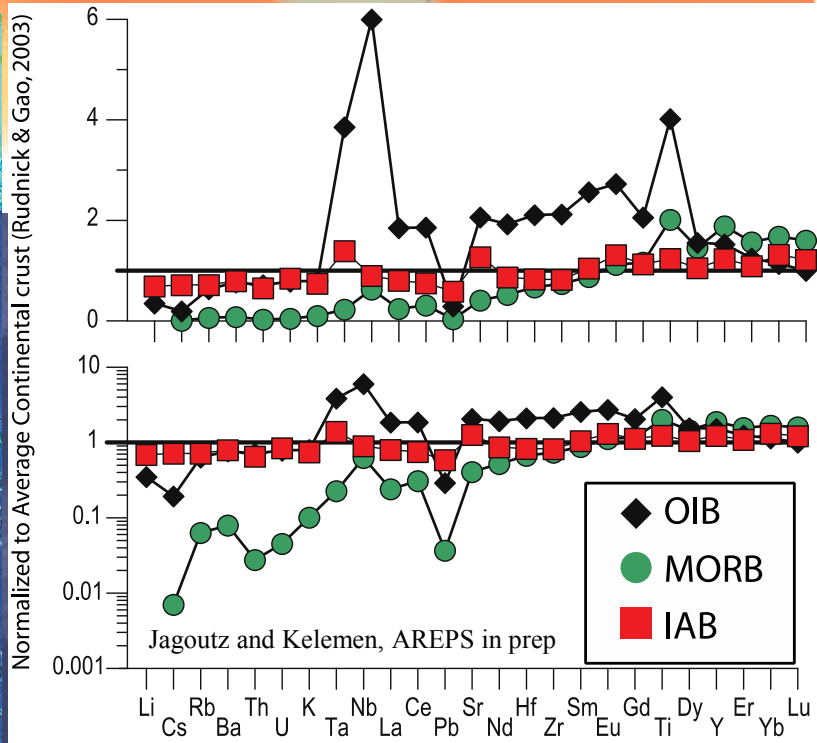 Normalized to Average Continental crust (Rudnick & Gao, 2003)
6
4
2
0
10
1
0.1
0.01
0.001
OIB
MORB
IAB
Jagoutz and Kelemen, AREPS in prep
Li Cs Rb Ba Th U K Ta Nb La Ce Pb Sr Nd Hf Zr Sm Eu Gd Ti Dy Y Er Yb Lu